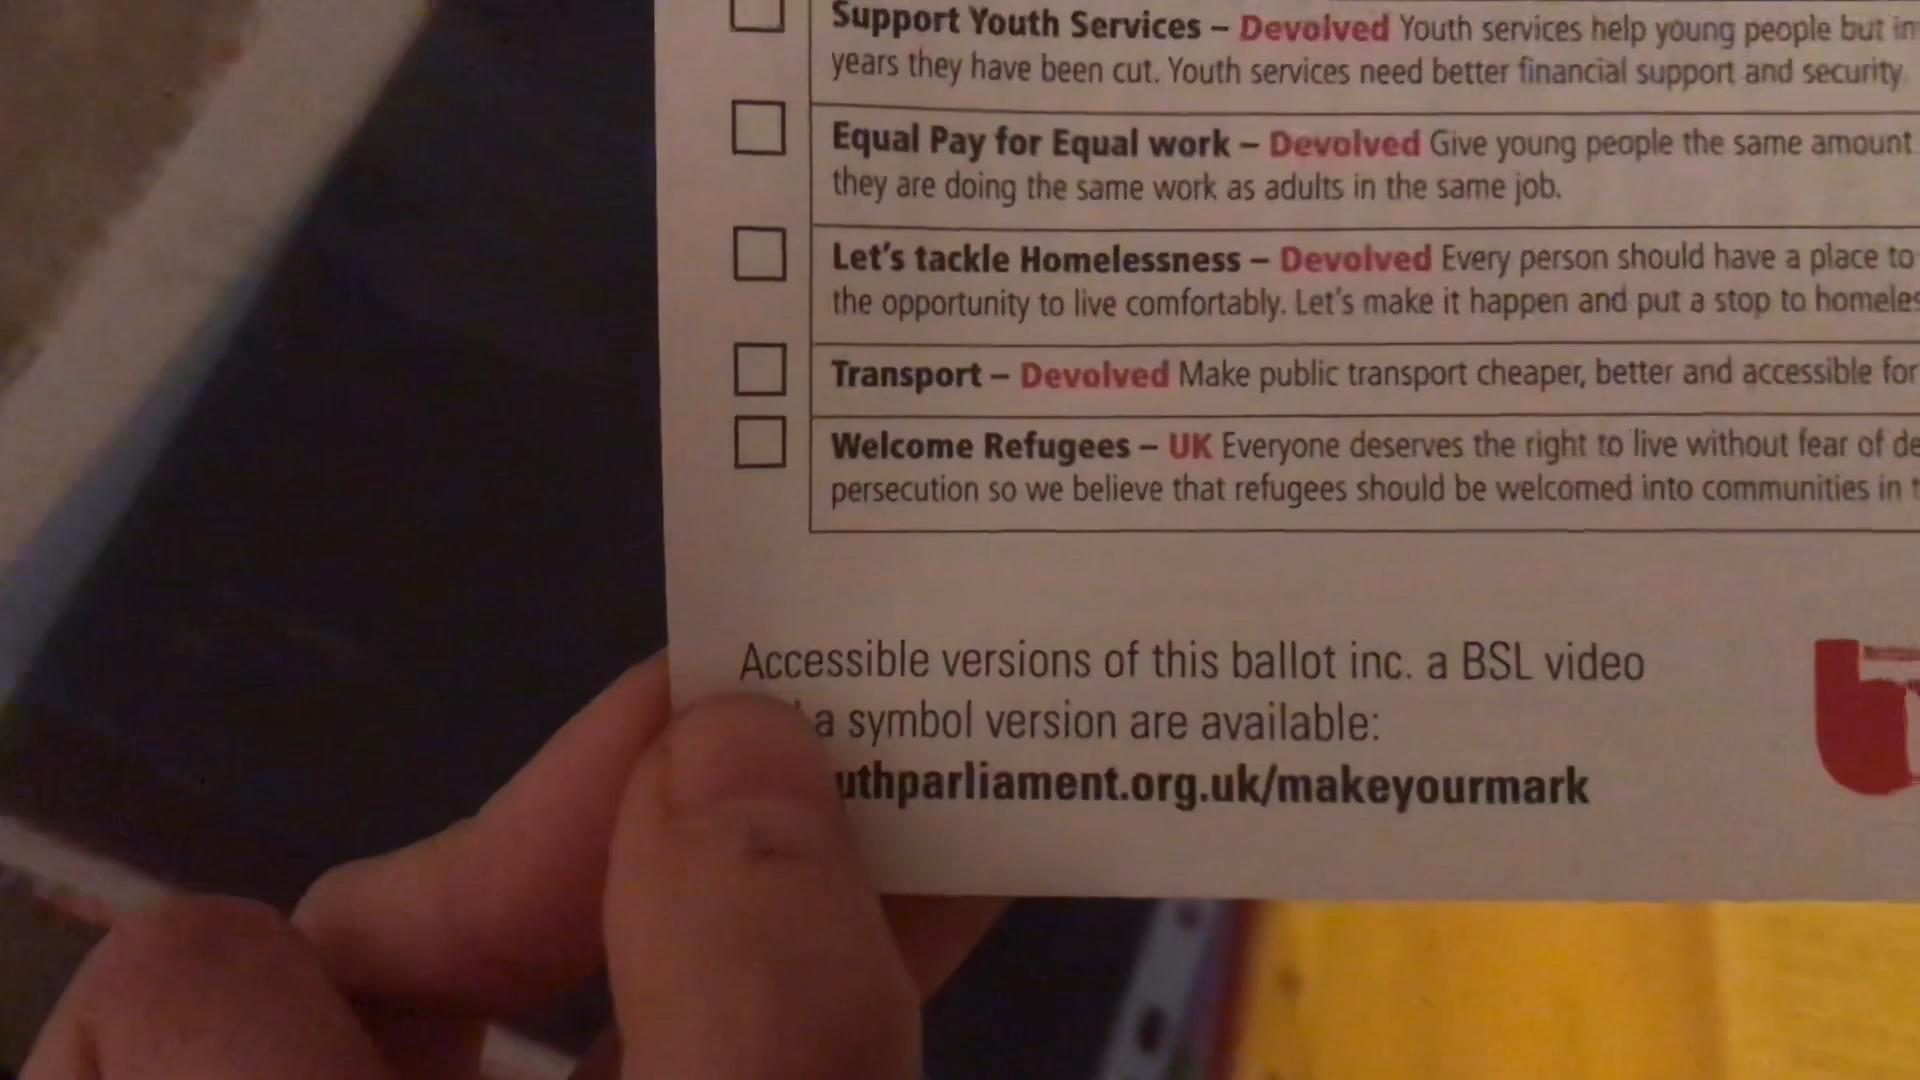 Support Youth Services – Devolved Youth services help young people but in
years they have been cut. Youth services need better financial support and security
Equal Pay for Equal work – Devolved Give young people the same amount
they are doing the same work as adults in the same job.
Let's tackle Homelessness – Devolved Every person should have a place to
the opportunity to live comfortably. Let's make it happen and put a stop to
Transport – Devolved Make public transport cheaper, better and accessible for
Welcome Refugees – UK Everyone deserves the right to live without fear of
persecution so we believe that refugees should be welcomed into communities in
Accessible versions of this ballot inc. a BSL video
a symbol version are available:
uthparliament.org.uk/makeyourmark